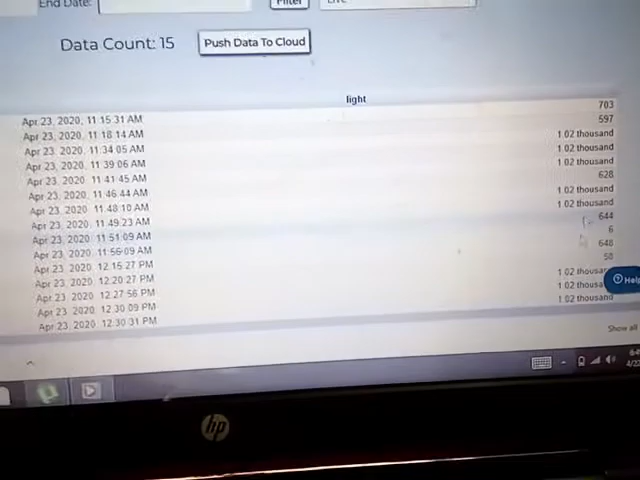 End Date:
Filter
Live
Data Count: 15
Push Data To Cloud
light
Apr 23, 2020, 11:15:31 AM
703
Apr 23, 2020, 11:18:14 AM
597
Apr 23, 2020, 11:34:05 AM
1.02 thousand
Apr 23, 2020, 11:39:06 AM
1.02 thousand
Apr 23, 2020, 11:41:45 AM
1.02 thousand
Apr 23, 2020, 11:46:44 AM
628
Apr 23, 2020, 11:48:10 AM
1.02 thousand
Apr 23, 2020, 11:49:23 AM
1.02 thousand
Apr 23, 2020, 11:51:09 AM
644
Apr 23, 2020, 11:56:09 AM
6
Apr 23, 2020, 12:15:27 PM
648
Apr 23, 2020, 12:20:27 PM
50
Apr 23, 2020, 12:27:56 PM
1.02 thousan
Apr 23, 2020, 12:30:09 PM
1.02 thousa
Apr 23, 2020, 12:30:31 PM
1.02 thousand
Help
Show all
hp